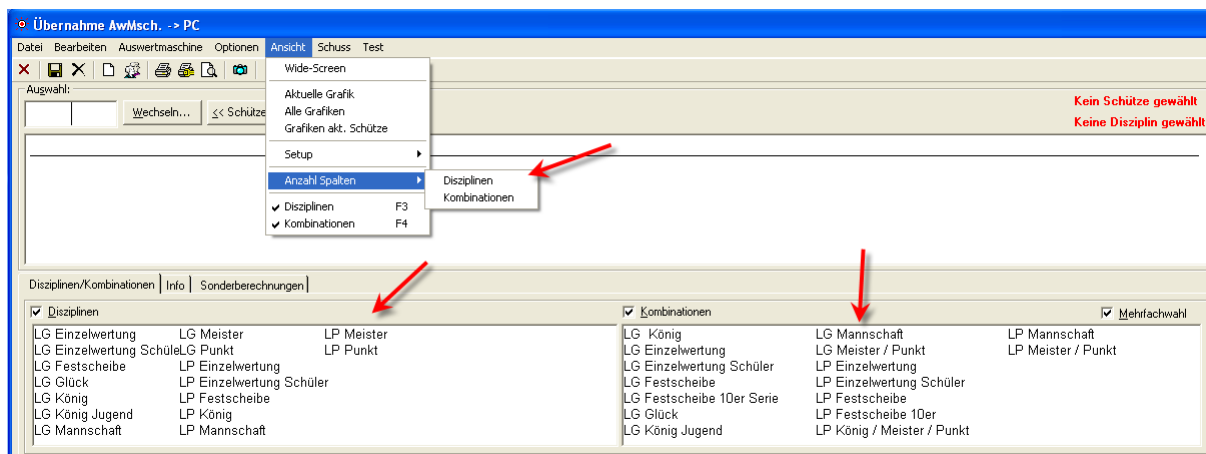 Übernahme AwMsch. -> PC
Datei Bearbeiten Auswertmaschine Optionen Ansicht Schuss Test
Wide-Screen
Auswahl:
Aktuelle Grafik
Kein Schütze gewählt
Wechseln... << Schütze
Alle Grafiken
Keine Disziplin gewählt
Grafiken akt. Schütze
Setup
Anzahl Spalten
Disziplinen
Kombinationen
Disziplinen F3
Kombinationen F4
Disziplinen/Kombinationen Info Sonderberechnungen
Disziplinen
LG Einzelwertung LG Meister LP Meister
LG Einzelwertung Schüle LG Punkt LP Punkt
LG Festscheibe LP Einzelwertung
LG Glück LP Einzelwertung Schüler
LG König LP Festscheibe
LG König Jugend LP König
LG Mannschaft LP Mannschaft
Kombinationen Mehrfachwahl
LG König LG Mannschaft LP Mannschaft
LG Einzelwertung LG Meister / Punkt LP Meister / Punkt
LG Einzelwertung Schüler LP Einzelwertung
LG Festscheibe LP Einzelwertung Schüler
LG Festscheibe 10er Serie LP Festscheibe
LG Glück LP Festscheibe 10er
LG König Jugend LP König / Meister / Punkt